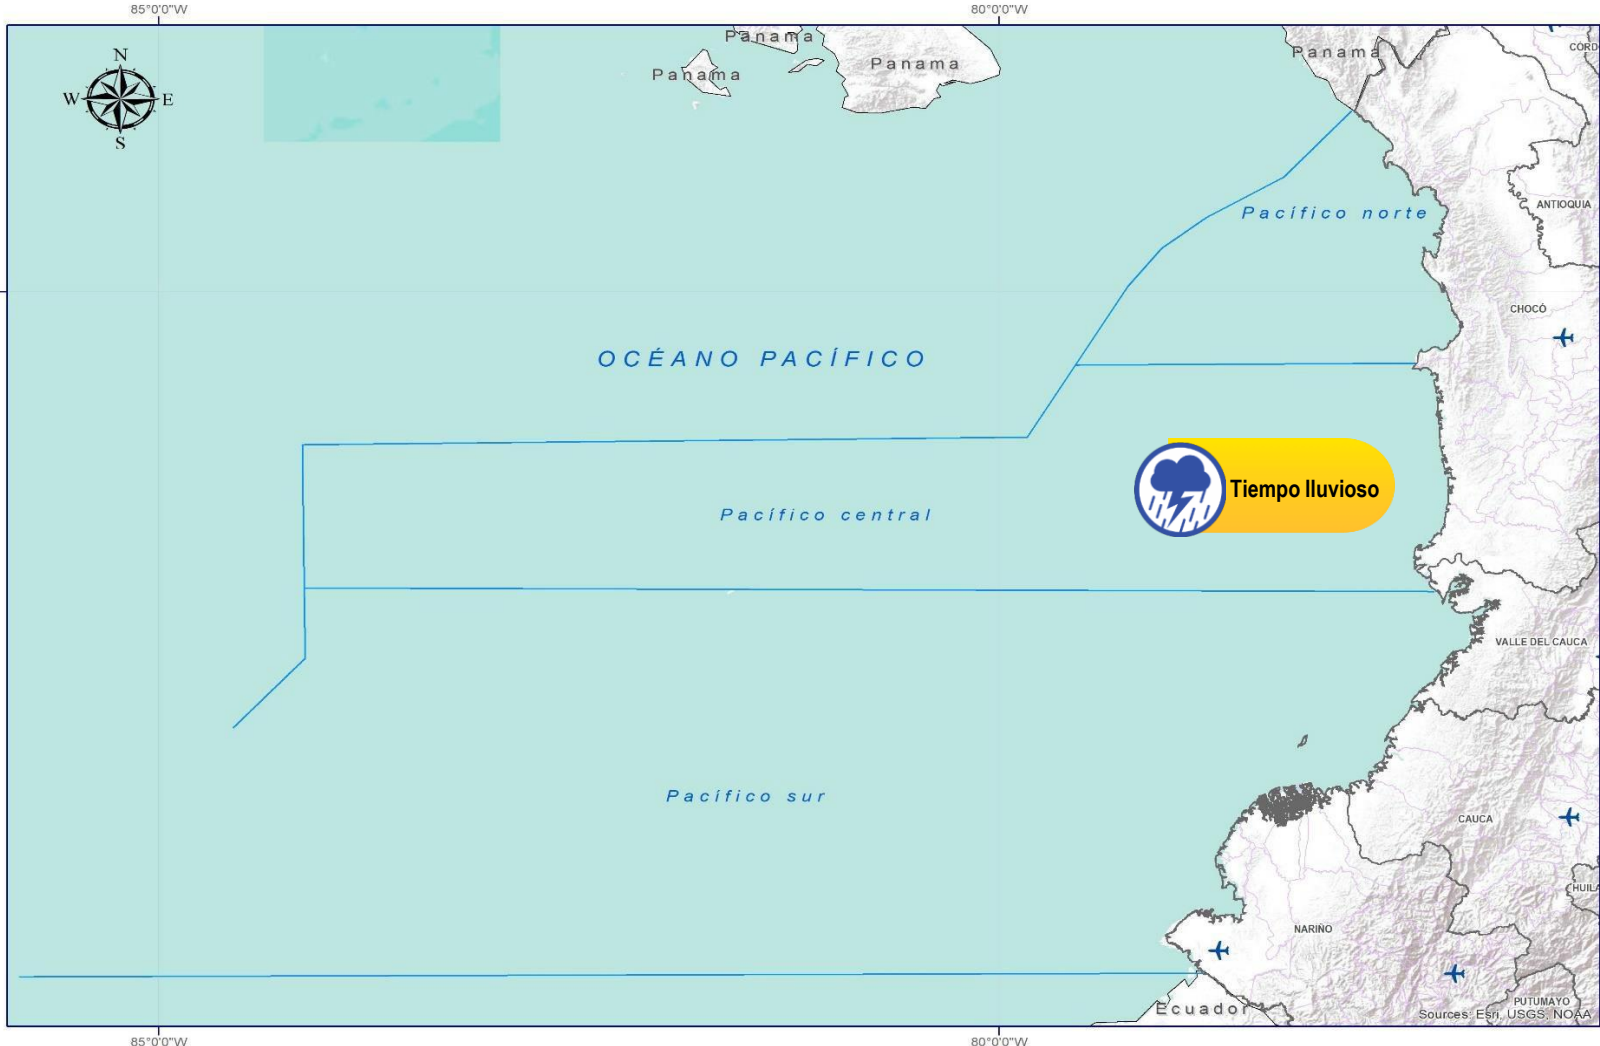 85°0'0"W
80°0'0"W
N
W
E
S
Panama
Panama
Panama
Panama
CÓRD
ANTIOQUIA
Pacífico norte
CHOCÓ
OCÉANO PACÍFICO
Tiempo lluvioso
Pacífico central
VALLE DEL CAUCA
Pacífico sur
CAUCA
HUILA
NARIÑO
PUTUMAYO
Ecuador
Sources: Esri, USGS, NOAA
85°0'0"W
80°0'0"W